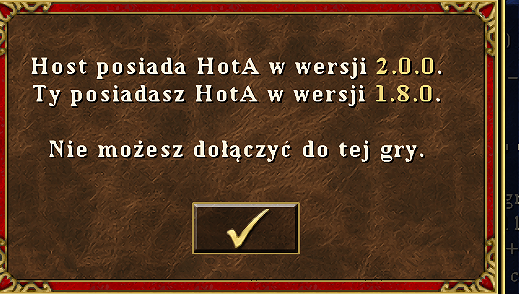 Host posiada HotA w wersji 2.0.0.
Ty posiadasz HotA w wersji 1.8.0.
Nie możesz dołączyć do tej gry.